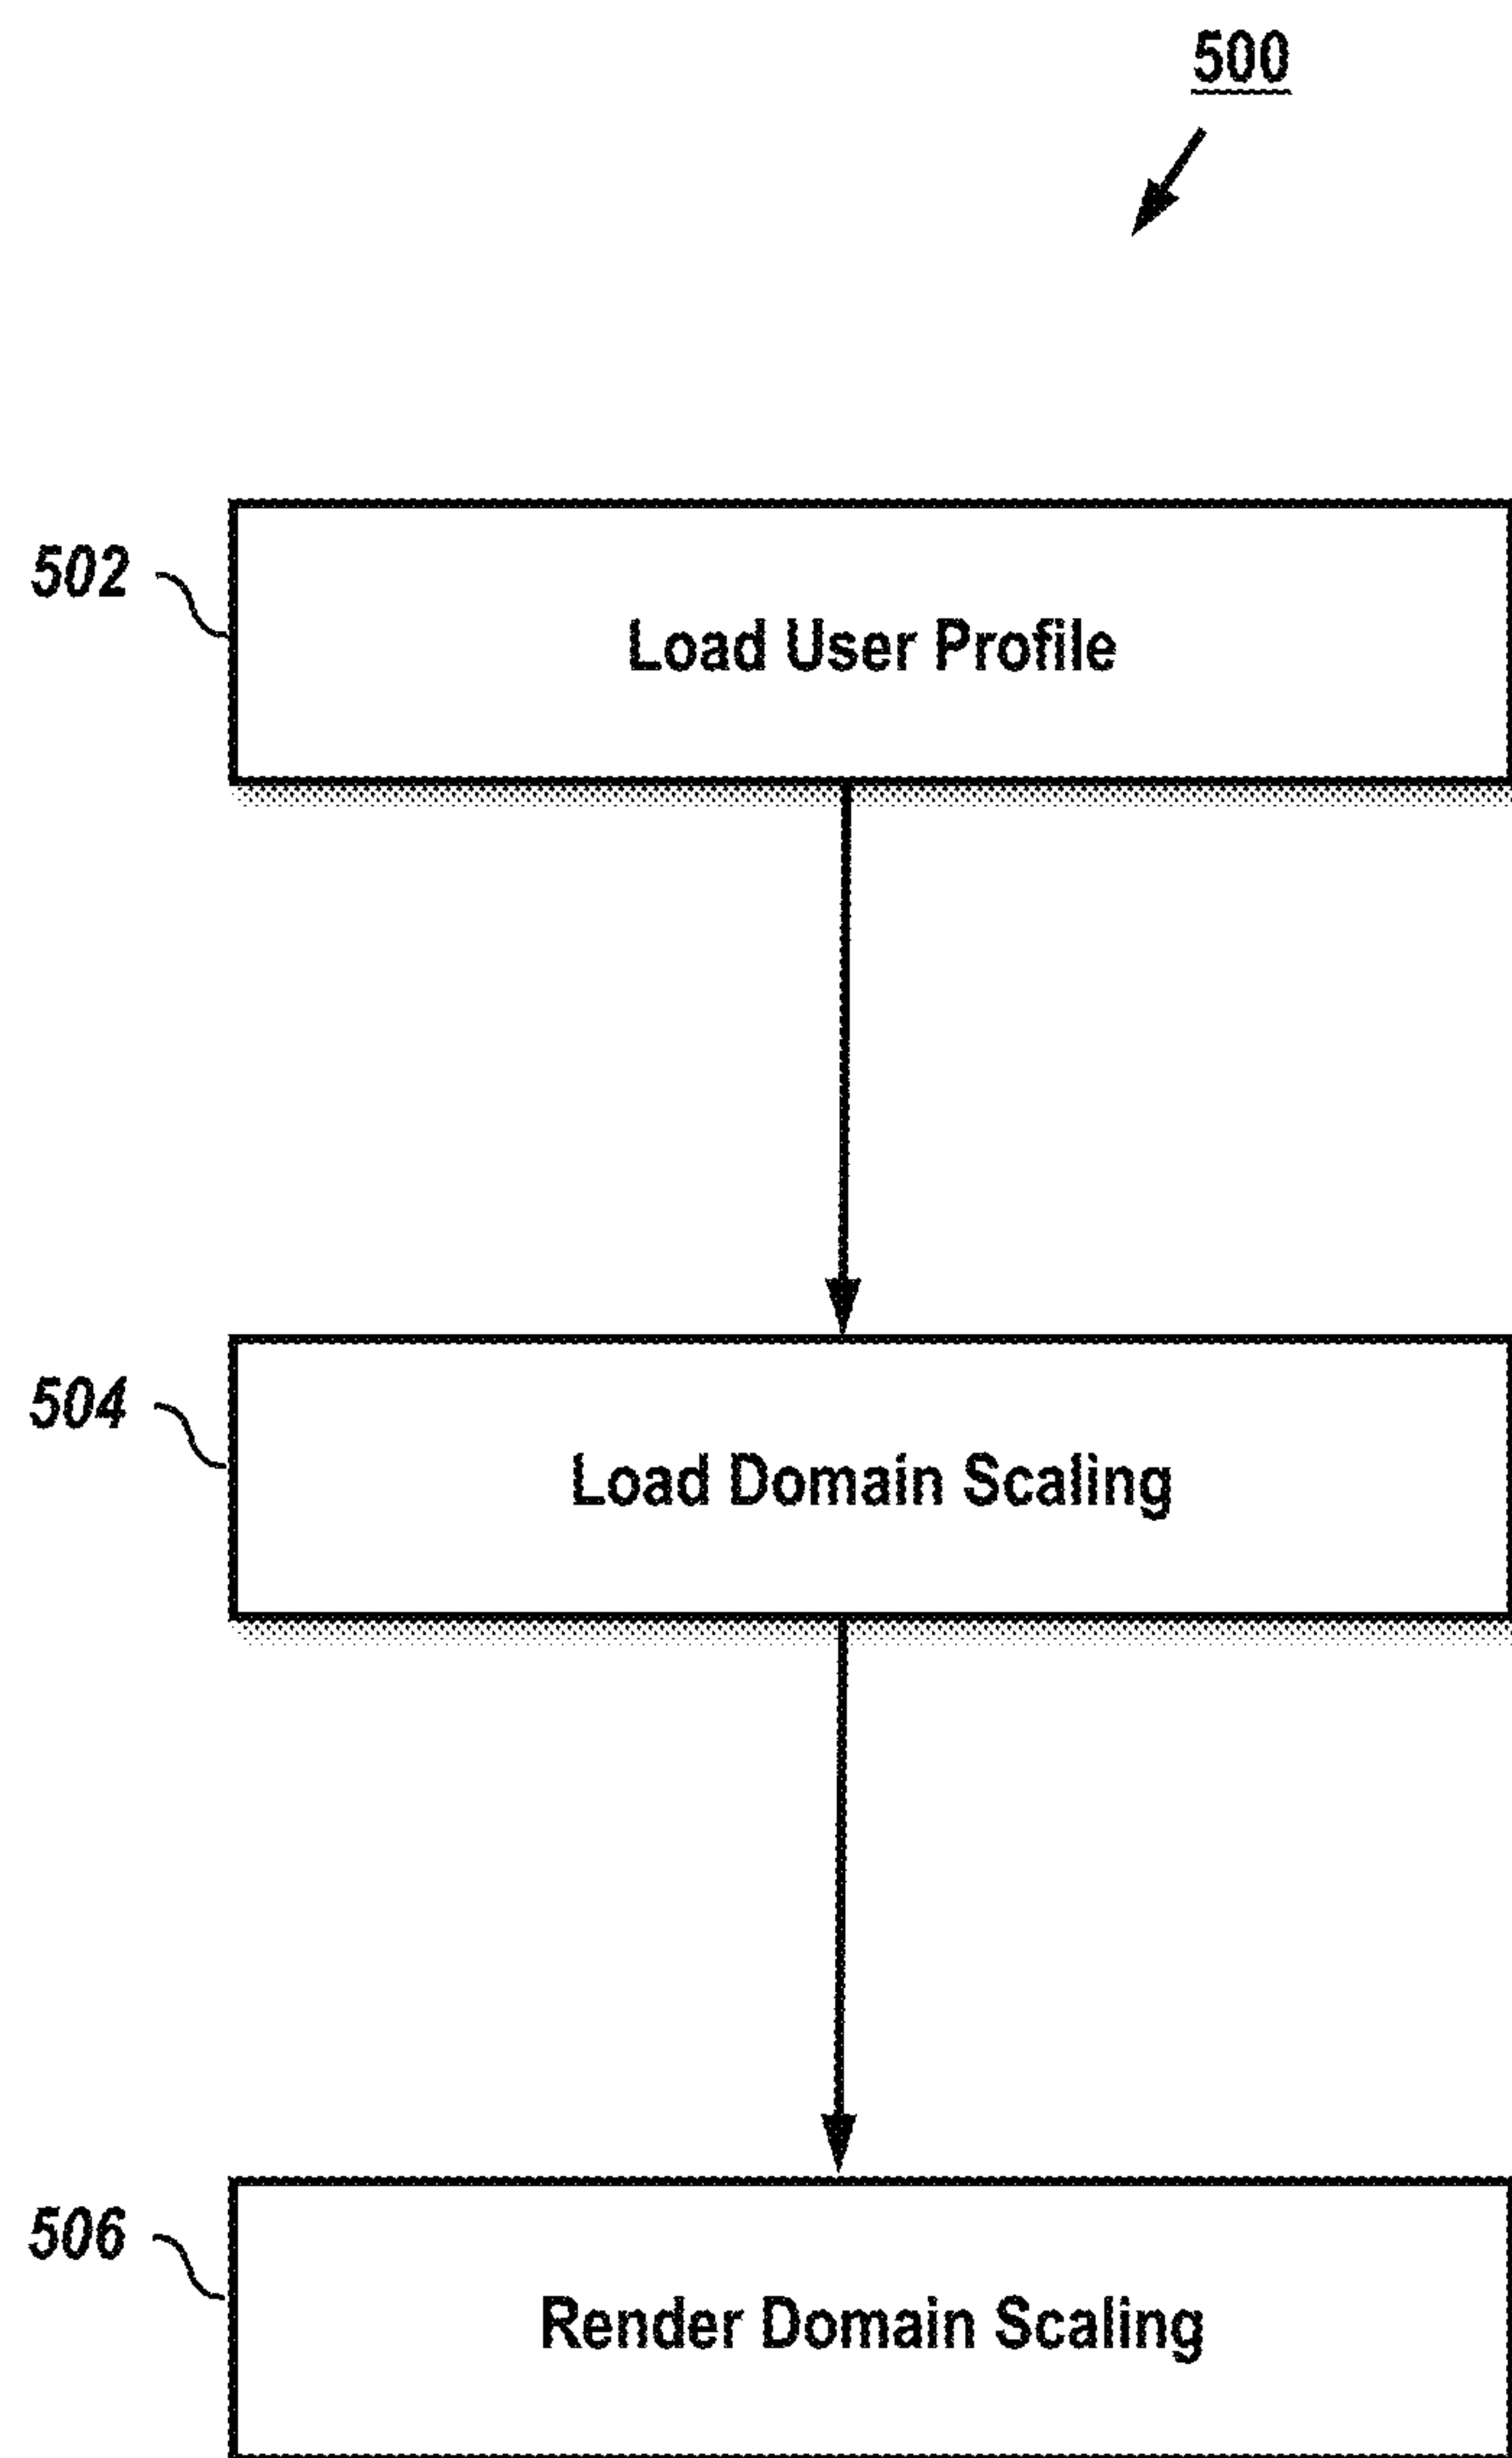 500
502
Load User Profile
504
Load Domain Scaling
506
Render Domain Scaling